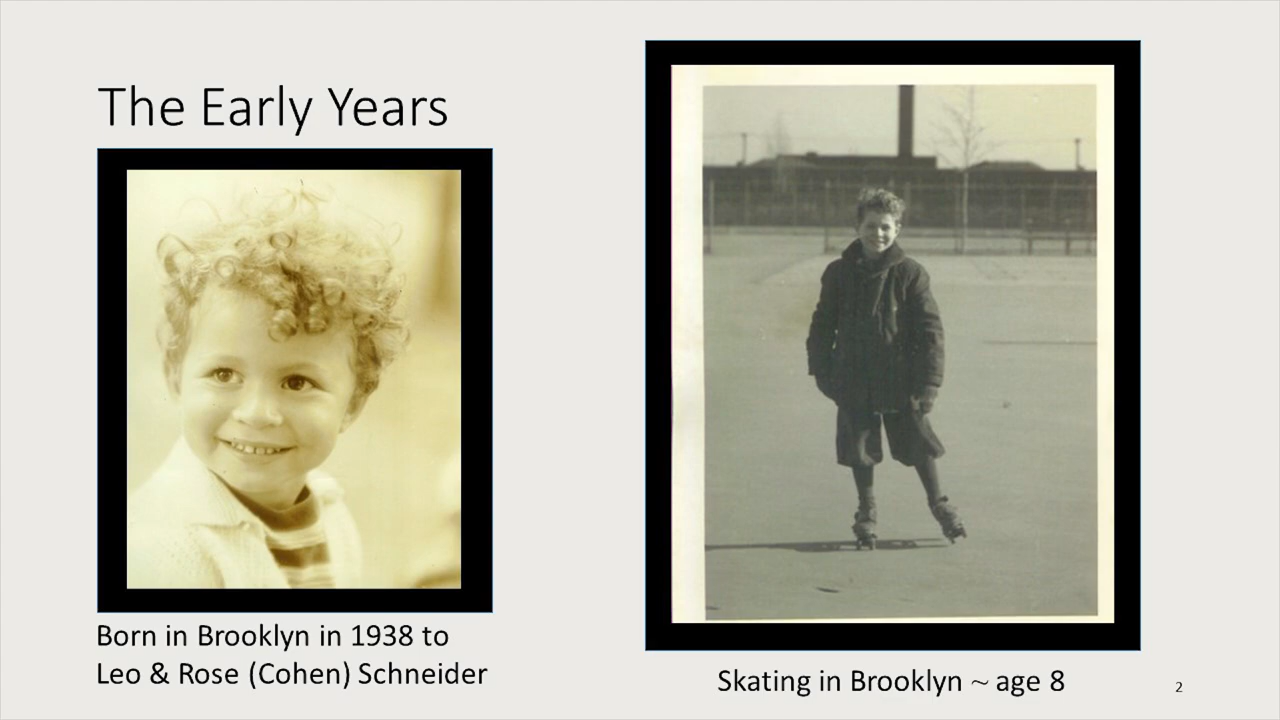 The Early Years
Born in Brooklyn in 1938 to
Leo & Rose (Cohen) Schneider
Skating in Brooklyn ~ age 8
2